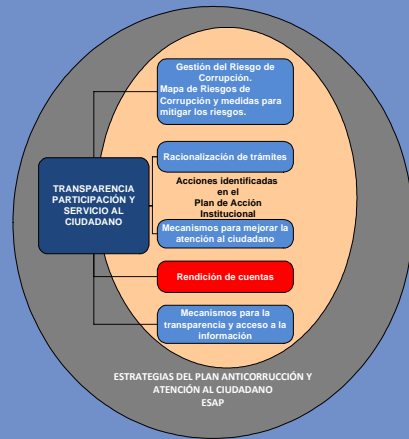 Gestión del Riesgo de
Corrupción.
Mapa de Riesgos de
Corrupción y medidas para
mitigar los riesgos.
Racionalización de trámites
Acciones identificadas
en el
Plan de Acción
Institucional
TRANSPARENCIA
PARTICIPACIÓN Y
SERVICIO AL
CIUDADANO
Mecanismos para mejorar la
atención al ciudadano
Rendición de cuentas
Mecanismos para la
transparencia y acceso a la
información
ESTRATEGIAS DEL PLAN ANTICORRUCCIÓN Y
ATENCIÓN AL CIUDADANO
ESAP